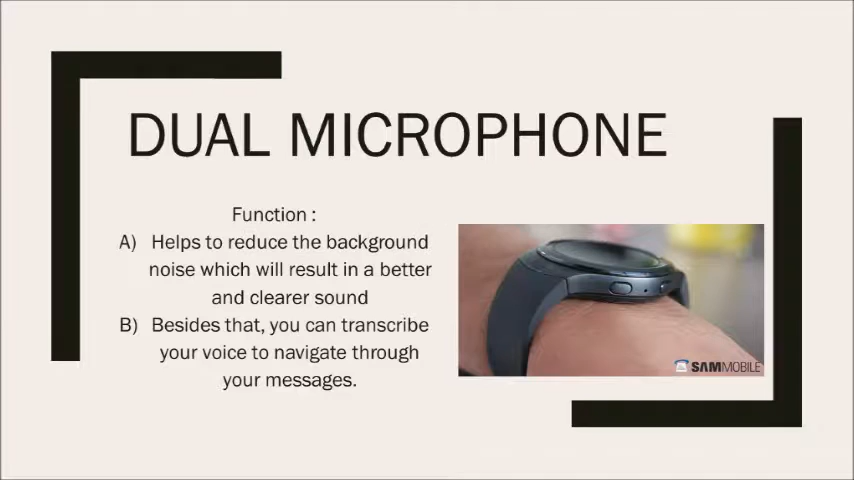 DUAL MICROPHONE
Function :
A) Helps to reduce the background
noise which will result in a better
and clearer sound
B) Besides that, you can transcribe
your voice to navigate through
your messages.
SAMMOBILE